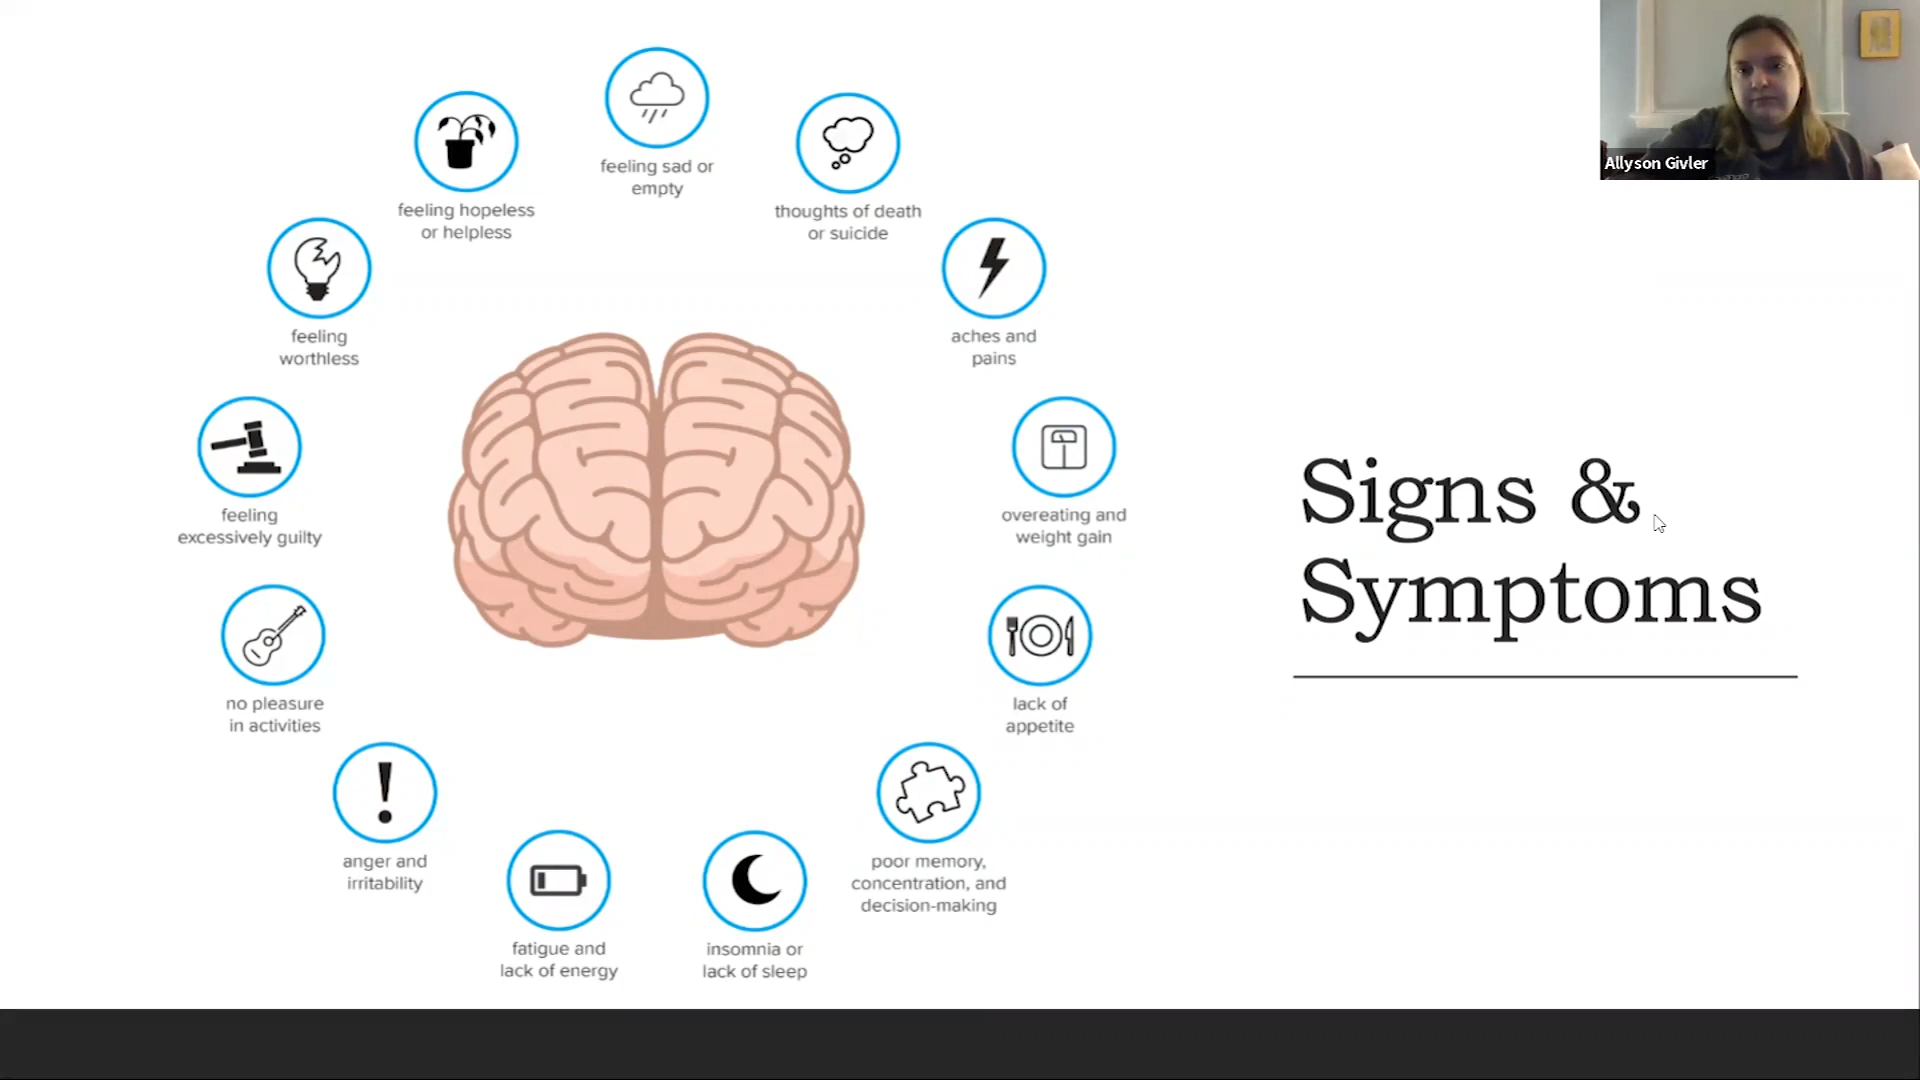 feeling sad or
empty
thoughts of death
or suicide
aches and
pains
overeating and
weight gain
lack of
appetite
poor memory,
concentration, and
decision-making
insomnia or
lack of sleep
fatigue and
lack of energy
anger and
irritability
no pleasure
in activities
feeling
excessively guilty
feeling
worthless
feeling hopeless
or helpless
Signs &
Symptoms
Allyson Givler